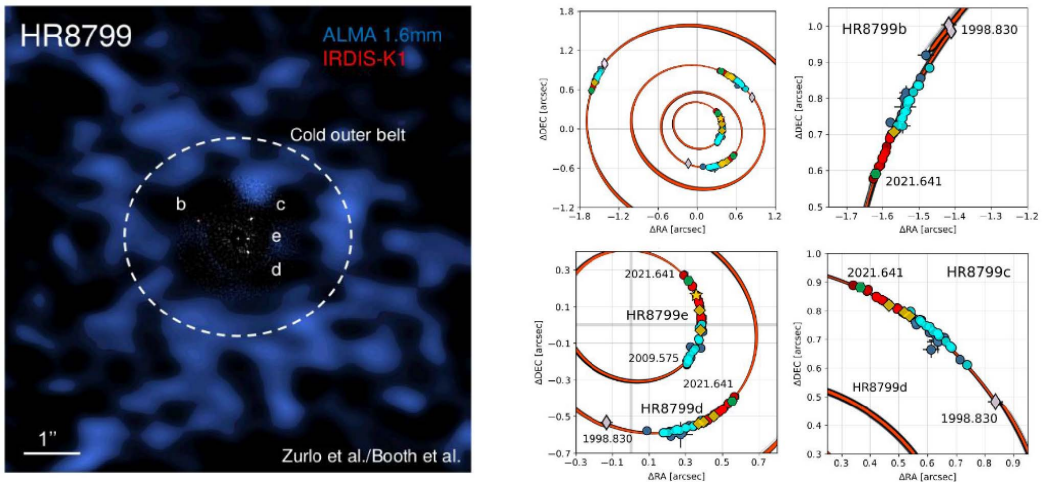 HR8799
ALMA 1.6mm
IRDIS-K1
Cold outer belt
b
c
e
d
1”
Zurlo et al./Booth et al.
1.8
1.2
0.6
0.0
−0.6
−1.2
−1.8 −1.2 −0.6 0.0 0.6 1.2
ΔDEC [arcsec]
ΔRA [arcsec]
HR8799b
1998.830
2021.641
1.0
0.9
0.8
0.7
0.6
0.5
−1.7 −1.6 −1.5 −1.4 −1.3 −1.2
ΔDEC [arcsec]
ΔRA [arcsec]
2021.641
HR8799e
2009.575
2021.641
HR8799d
1998.830
0.3
0.1
−0.1
−0.3
−0.5
−0.7
−0.3 −0.1 0.1 0.3 0.5 0.7
ΔDEC [arcsec]
ΔRA [arcsec]
2021.641
HR8799c
HR8799d
1998.830
1.0
0.9
0.8
0.7
0.6
0.5
0.4
0.3
0.3 0.4 0.5 0.6 0.7 0.8 0.9
ΔDEC [arcsec]
ΔRA [arcsec]